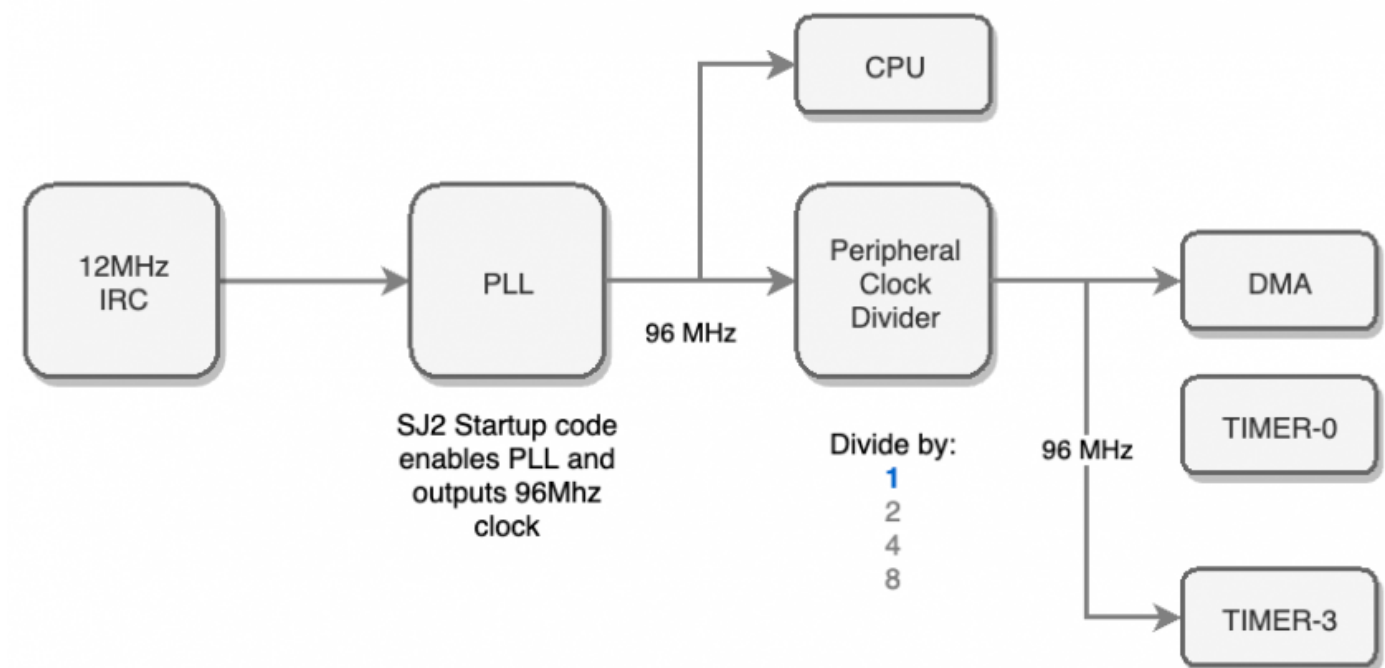 CPU
12MHz
IRC
PLL
96 MHz
Peripheral
Clock
Divider
DMA
SJ2 Startup code
enables PLL and
outputs 96Mhz
clock
Divide by:
1
2
4
8
96 MHz
TIMER-0
TIMER-3